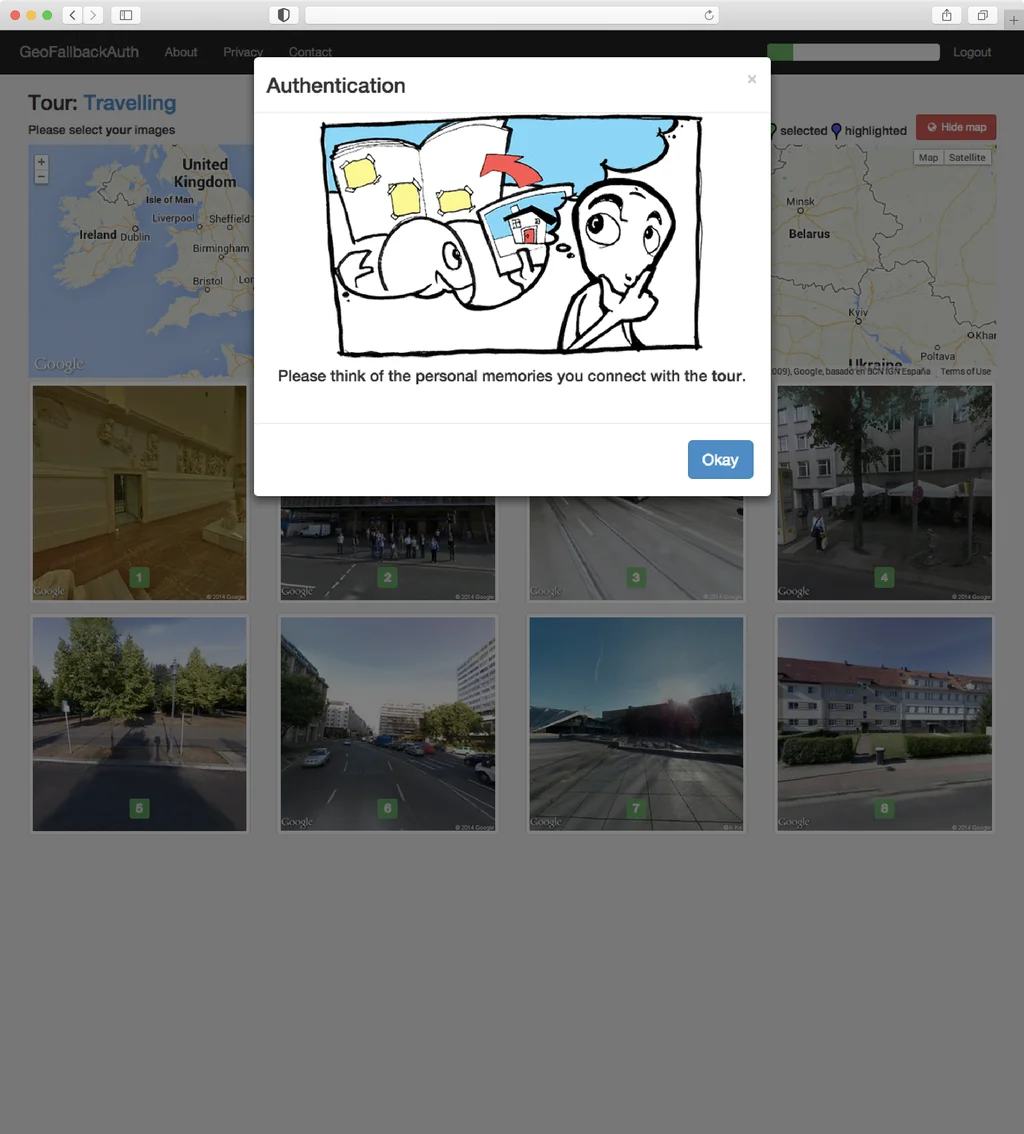 GeoFallbackAuth About Privacy Contact Logout
Authentication ×
Tour: Travelling
Please select your images
selected highlighted Hide map
+
−
United
Kingdom
Isle of Man
Liverpool Sheffield
Ireland Dublin
Birmingham
Bristol
Google
Map Satellite
Minsk
Belarus
Kyiv
Poltava
Ukraine
Google, basado en BCN IGN España Terms of Use
Please think of the personal memories you connect with the tour.
Okay
1 2 3 4
Google © 2014 Google Google © 2014 Google Google © 2014 Google Google © 2014 Google
5 6 7 8
Google © 2014 Google Google Google © 2014 Google